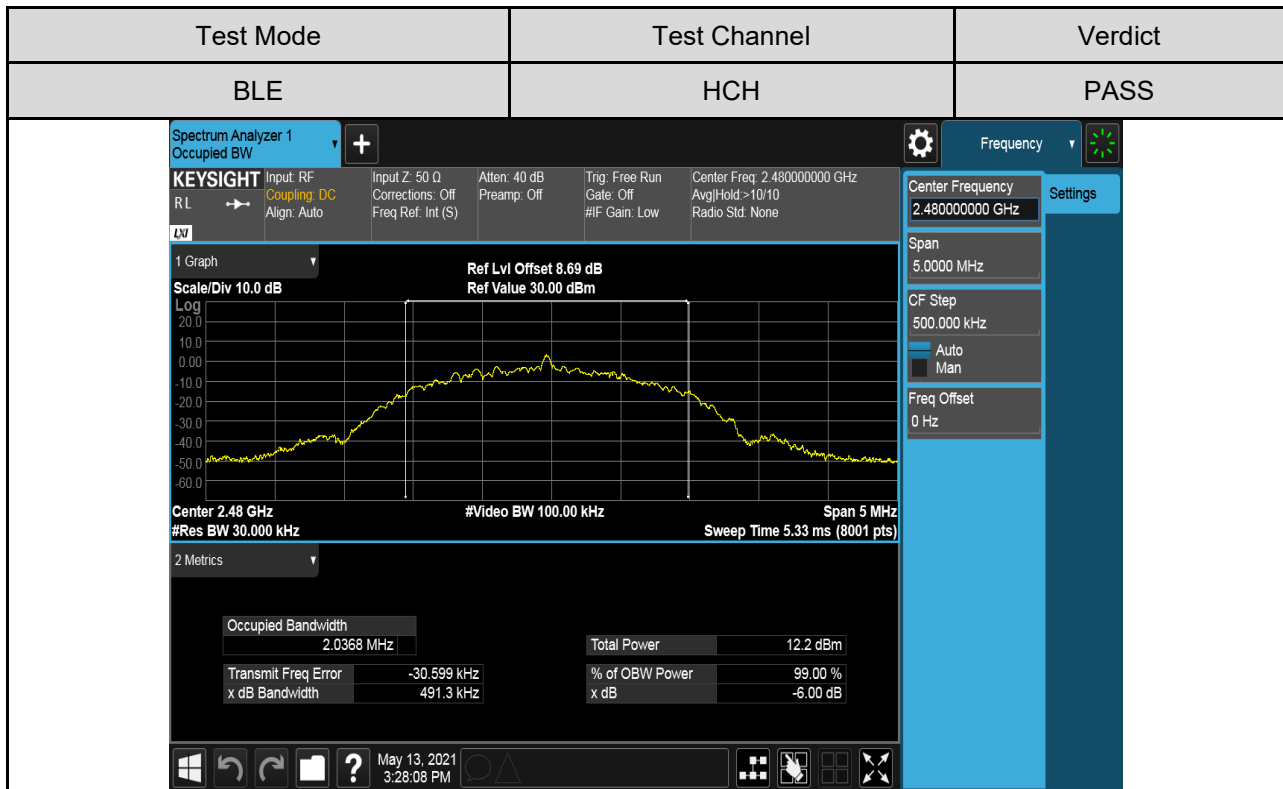 Test Mode Test Channel Verdict
BLE HCH PASS
Spectrum Analyzer 1
Occupied BW
+
Frequency
KEYSIGHT Input: RF Input Z: 50 Ω Atten: 40 dB Trig: Free Run Center Freq: 2.480000000 GHz
RL Coupling: DC Corrections: Off Preamp: Off Gate: Off Avg|Hold:>10/10
Align: Auto Freq Ref: Int (S) #IF Gain: Low Radio Std: None
LXI
Center Frequency
2.480000000 GHz
Settings
Span
5.0000 MHz
CF Step
500.000 kHz
Auto
Man
Freq Offset
0 Hz
1 Graph
Ref Lvl Offset 8.69 dB
Scale/Div 10.0 dB Ref Value 30.00 dBm
Log
20.0
10.0
0.00
-10.0
-20.0
-30.0
-40.0
-50.0
-60.0
Center 2.48 GHz #Video BW 100.00 kHz Span 5 MHz
#Res BW 30.000 kHz Sweep Time 5.33 ms (8001 pts)
2 Metrics
Occupied Bandwidth
2.0368 MHz Total Power 12.2 dBm
Transmit Freq Error -30.599 kHz % of OBW Power 99.00 %
x dB Bandwidth 491.3 kHz x dB -6.00 dB
? May 13, 2021
3:28:08 PM